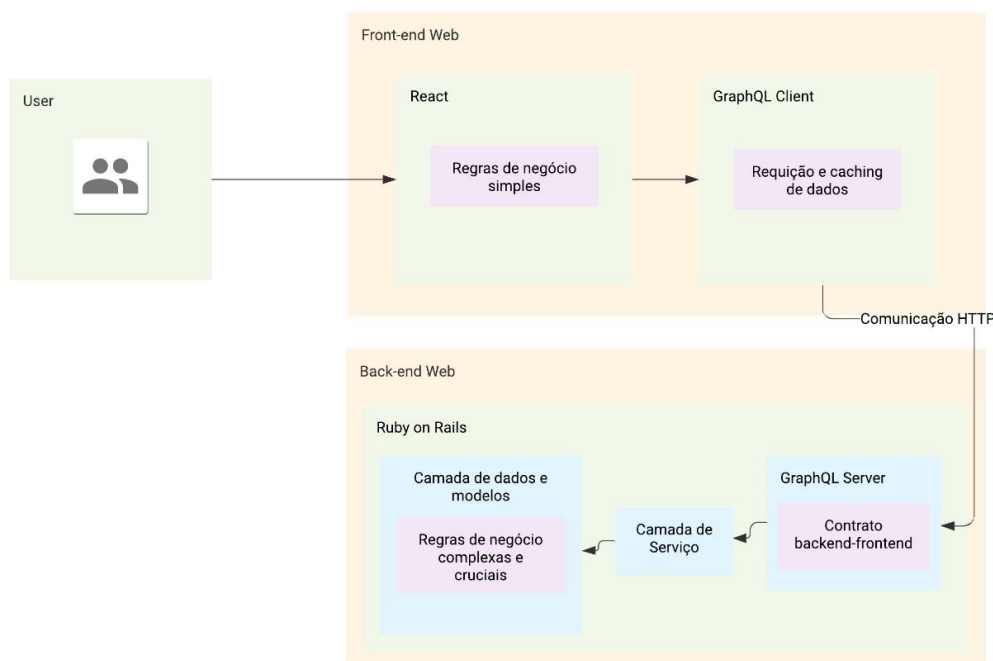 Front-end Web
User
React
GraphQL Client
Regras de negócio
simples
Requição e caching
de dados
Comunicação HTTP
Back-end Web
Ruby on Rails
Camada de dados e
modelos
Regras de negócio
complexas e
cruciais
Camada de
Serviço
GraphQL Server
Contrato
backend-frontend